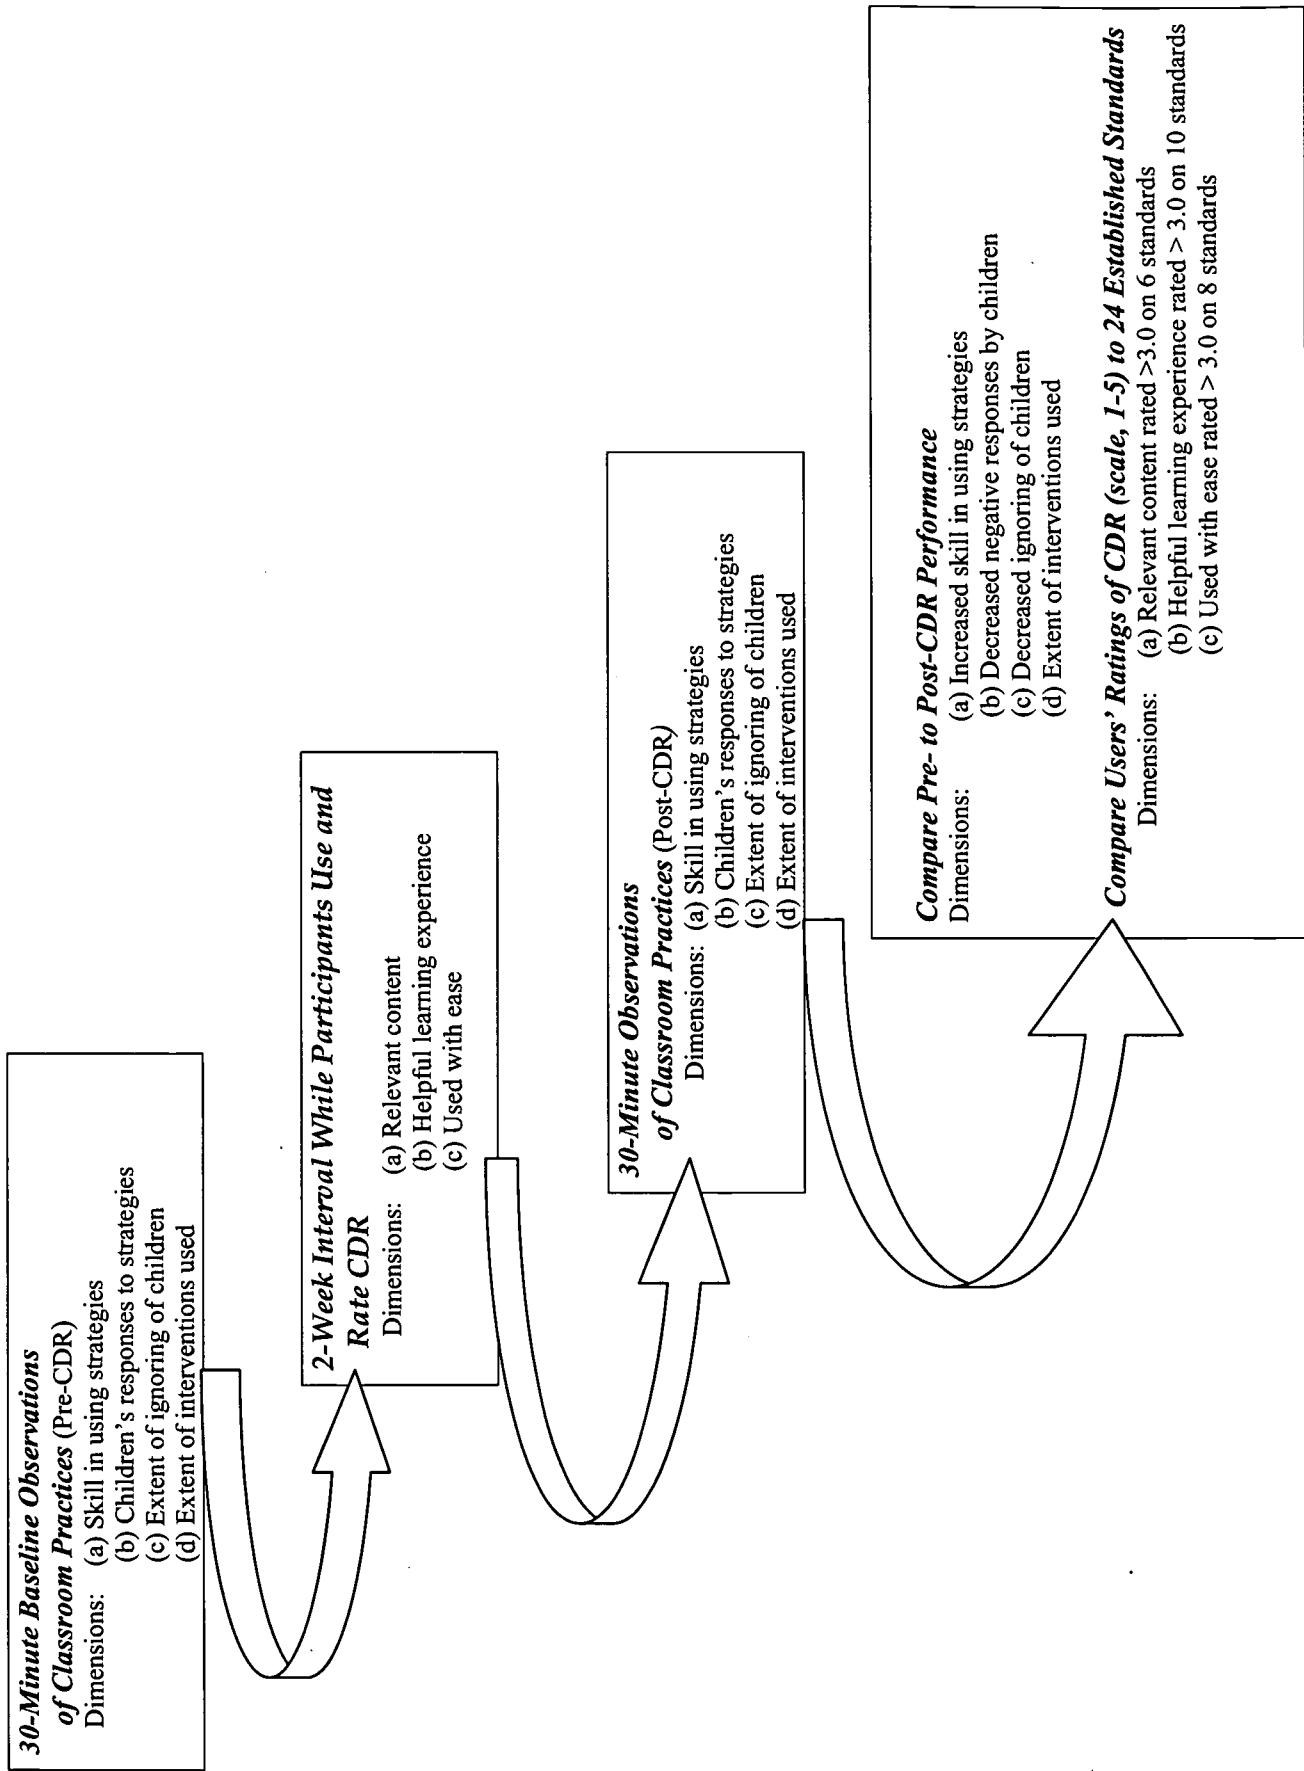 30-Minute Baseline Observations
of Classroom Practices (Pre-CDR)
Dimensions: (a) Skill in using strategies
(b) Children's responses to strategies
(c) Extent of ignoring of children
(d) Extent of interventions used
2-Week Interval While Participants Use and
Rate CDR
Dimensions: (a) Relevant content
(b) Helpful learning experience
(c) Used with ease
30-Minute Observations
of Classroom Practices (Post-CDR)
Dimensions: (a) Skill in using strategies
(b) Children's responses to strategies
(c) Extent of ignoring of children
(d) Extent of interventions used
Compare Pre- to Post-CDR Performance
Dimensions: (a) Increased skill in using strategies
(b) Decreased negative responses by children
(c) Decreased ignoring of children
(d) Extent of interventions used
Compare Users' Ratings of CDR (scale, 1-5) to 24 Established Standards
Dimensions: (a) Relevant content rated >3.0 on 6 standards
(b) Helpful learning experience rated > 3.0 on 10 standards
(c) Used with ease rated > 3.0 on 8 standards